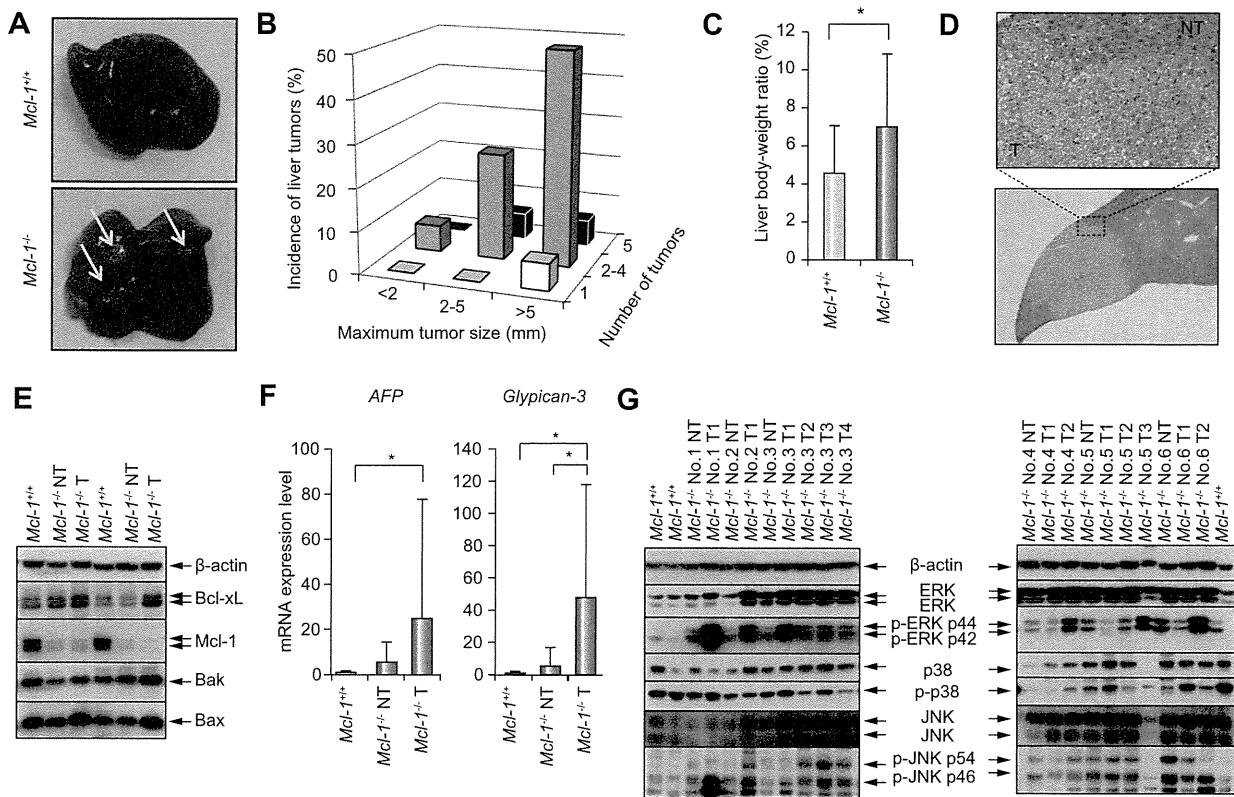 A
Mcl-1+/+
Mcl-1-/-
B
Incidence of liver tumors (%)
50
40
30
20
10
0
<2
2-5
>5
Maximum tumor size (mm)
1
2-4
5
Number of tumors
C
Liver body-weight ratio (%)
12
10
8
6
4
2
0
*
Mcl-1+/+
Mcl-1-/-
D
NT
T
E
Mcl-1+/+
Mcl-1-/- NT
Mcl-1-/- T
Mcl-1+/+
Mcl-1-/- NT
Mcl-1-/- T
β-actin
Bcl-xL
Mcl-1
Bak
Bax
F
mRNA expression level
AFP
100
80
60
40
20
0
*
Mcl-1+/+
Mcl-1-/- NT
Mcl-1-/- T
Glypican-3
140
120
100
80
60
40
20
0
*
*
Mcl-1+/+
Mcl-1-/- NT
Mcl-1-/- T
G
Mcl-1+/+
Mcl-1+/+
Mcl-1-/- No.1 NT
Mcl-1-/- No.1 T1
Mcl-1-/- No.2 NT
Mcl-1-/- No.2 T1
Mcl-1-/- No.3 NT
Mcl-1-/- No.3 T1
Mcl-1-/- No.3 T2
Mcl-1-/- No.3 T3
Mcl-1-/- No.3 T4
Mcl-1-/- No.4 NT
Mcl-1-/- No.4 T1
Mcl-1-/- No.4 T2
Mcl-1-/- No.5 NT
Mcl-1-/- No.5 T1
Mcl-1-/- No.5 T2
Mcl-1-/- No.5 T3
Mcl-1-/- No.6 NT
Mcl-1-/- No.6 T1
Mcl-1-/- No.6 T2
Mcl-1+/+
β-actin
ERK
ERK
p-ERK p44
p-ERK p42
p38
p-p38
JNK
JNK
p-JNK p54
p-JNK p46